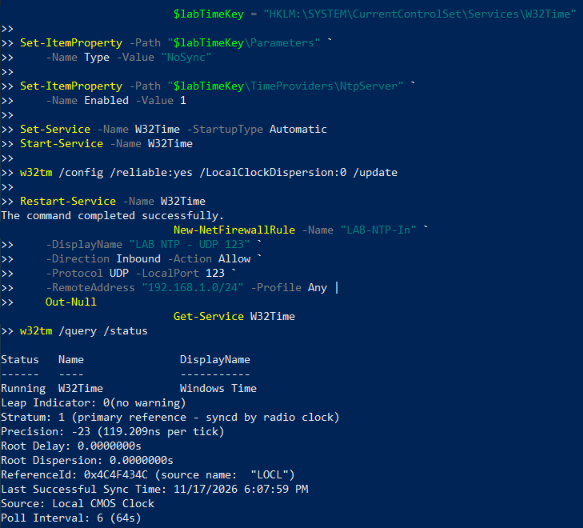 $labTimeKey = "HKLM:\SYSTEM\CurrentControlSet\Services\W32Time"
>>
>> Set-ItemProperty -Path "$labTimeKey\Parameters" `
>>     -Name Type -Value "NoSync"
>>
>> Set-ItemProperty -Path "$labTimeKey\TimeProviders\NtpServer" `
>>     -Name Enabled -Value 1
>>
>> Set-Service -Name W32Time -StartupType Automatic
>> Start-Service -Name W32Time
>>
>> w32tm /config /reliable:yes /LocalClockDispersion:0 /update
>>
>> Restart-Service -Name W32Time
The command completed successfully.
New-NetFirewallRule -Name "LAB-NTP-In" `
>>     -DisplayName "LAB NTP - UDP 123" `
>>     -Direction Inbound -Action Allow `
>>     -Protocol UDP -LocalPort 123 `
>>     -RemoteAddress "192.168.1.0/24" -Profile Any |
>>     Out-Null
Get-Service W32Time
>> w32tm /query /status

Status   Name               DisplayName
------   ----               -----------
Running  W32Time            Windows Time
Leap Indicator: 0(no warning)
Stratum: 1 (primary reference - syncd by radio clock)
Precision: -23 (119.209ns per tick)
Root Delay: 0.0000000s
Root Dispersion: 0.0000000s
ReferenceId: 0x4C4F434C (source name:  "LOCL")
Last Successful Sync Time: 11/17/2026 6:07:59 PM
Source: Local CMOS Clock
Poll Interval: 6 (64s)